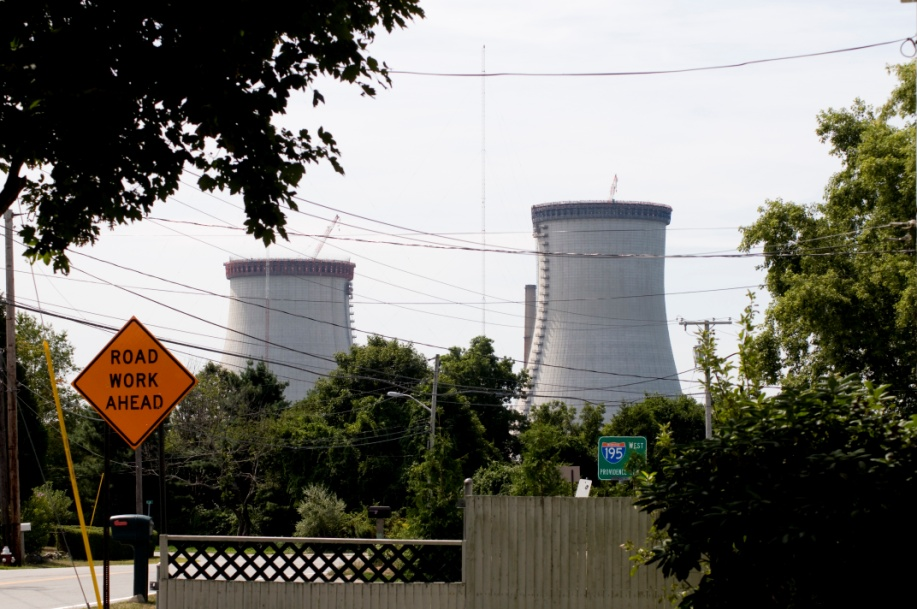 ROAD
WORK
AHEAD
WEST
195
PROVIDENCE